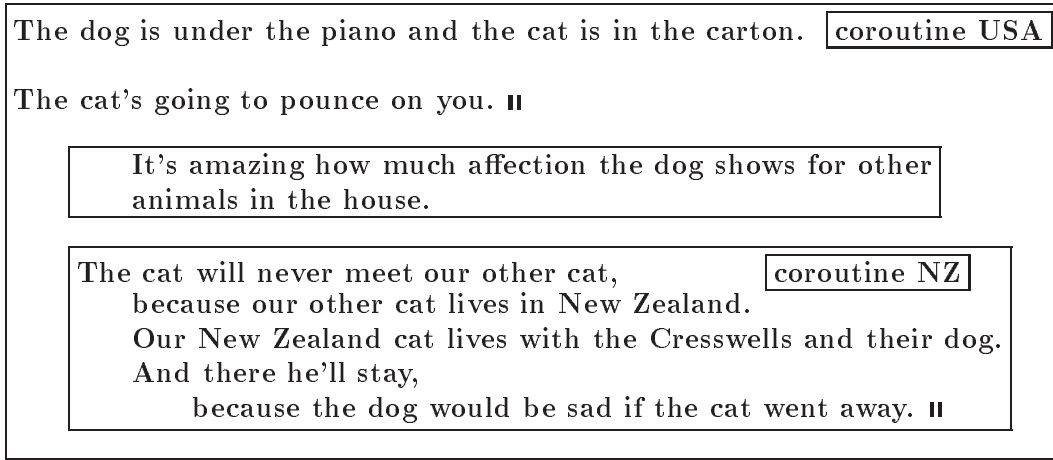 The dog is under the piano and the cat is in the carton. coroutine USA
The cat's going to pounce on you.
It's amazing how much affection the dog shows for other
animals in the house.
The cat will never meet our other cat, coroutine NZ
because our other cat lives in New Zealand.
Our New Zealand cat lives with the Cresswells and their dog.
And there he'll stay,
because the dog would be sad if the cat went away.